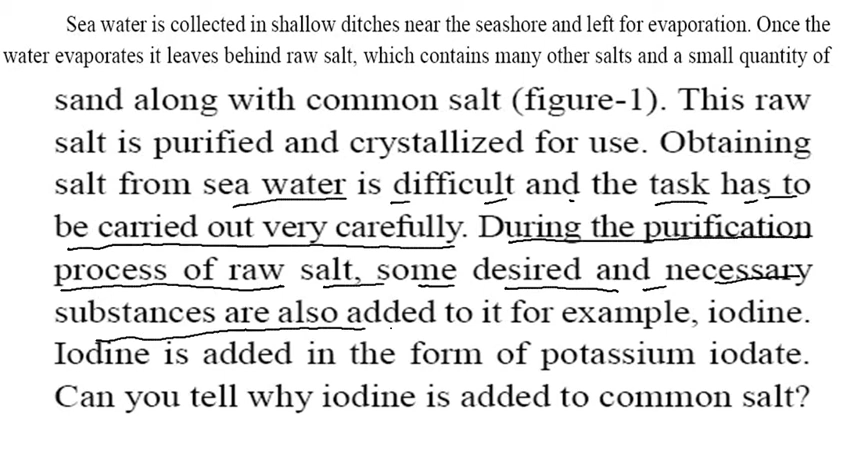 Sea water is collected in shallow ditches near the seashore and left for evaporation. Once the
water evaporates it leaves behind raw salt, which contains many other salts and a small quantity of
sand along with common salt (figure-1). This raw
salt is purified and crystallized for use. Obtaining
salt from sea water is difficult and the task has to
be carried out very carefully. During the purification
process of raw salt, some desired and necessary
substances are also added to it for example, iodine.
Iodine is added in the form of potassium iodate.
Can you tell why iodine is added to common salt?